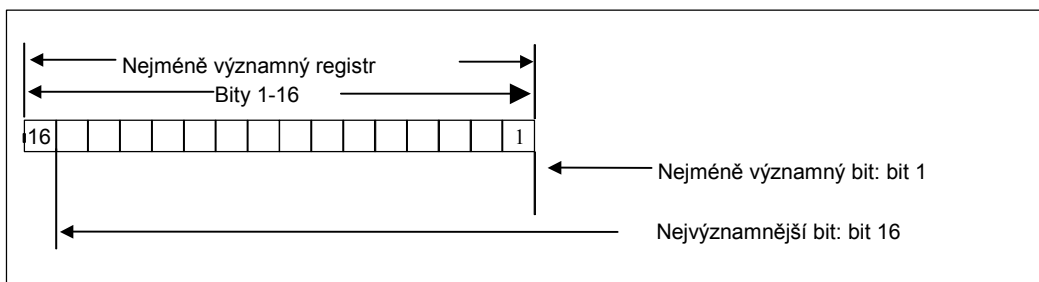 Nejméně významný registr
Bity 1-16
16 1
Nejméně významný bit: bit 1
Nejvýznamnější bit: bit 16